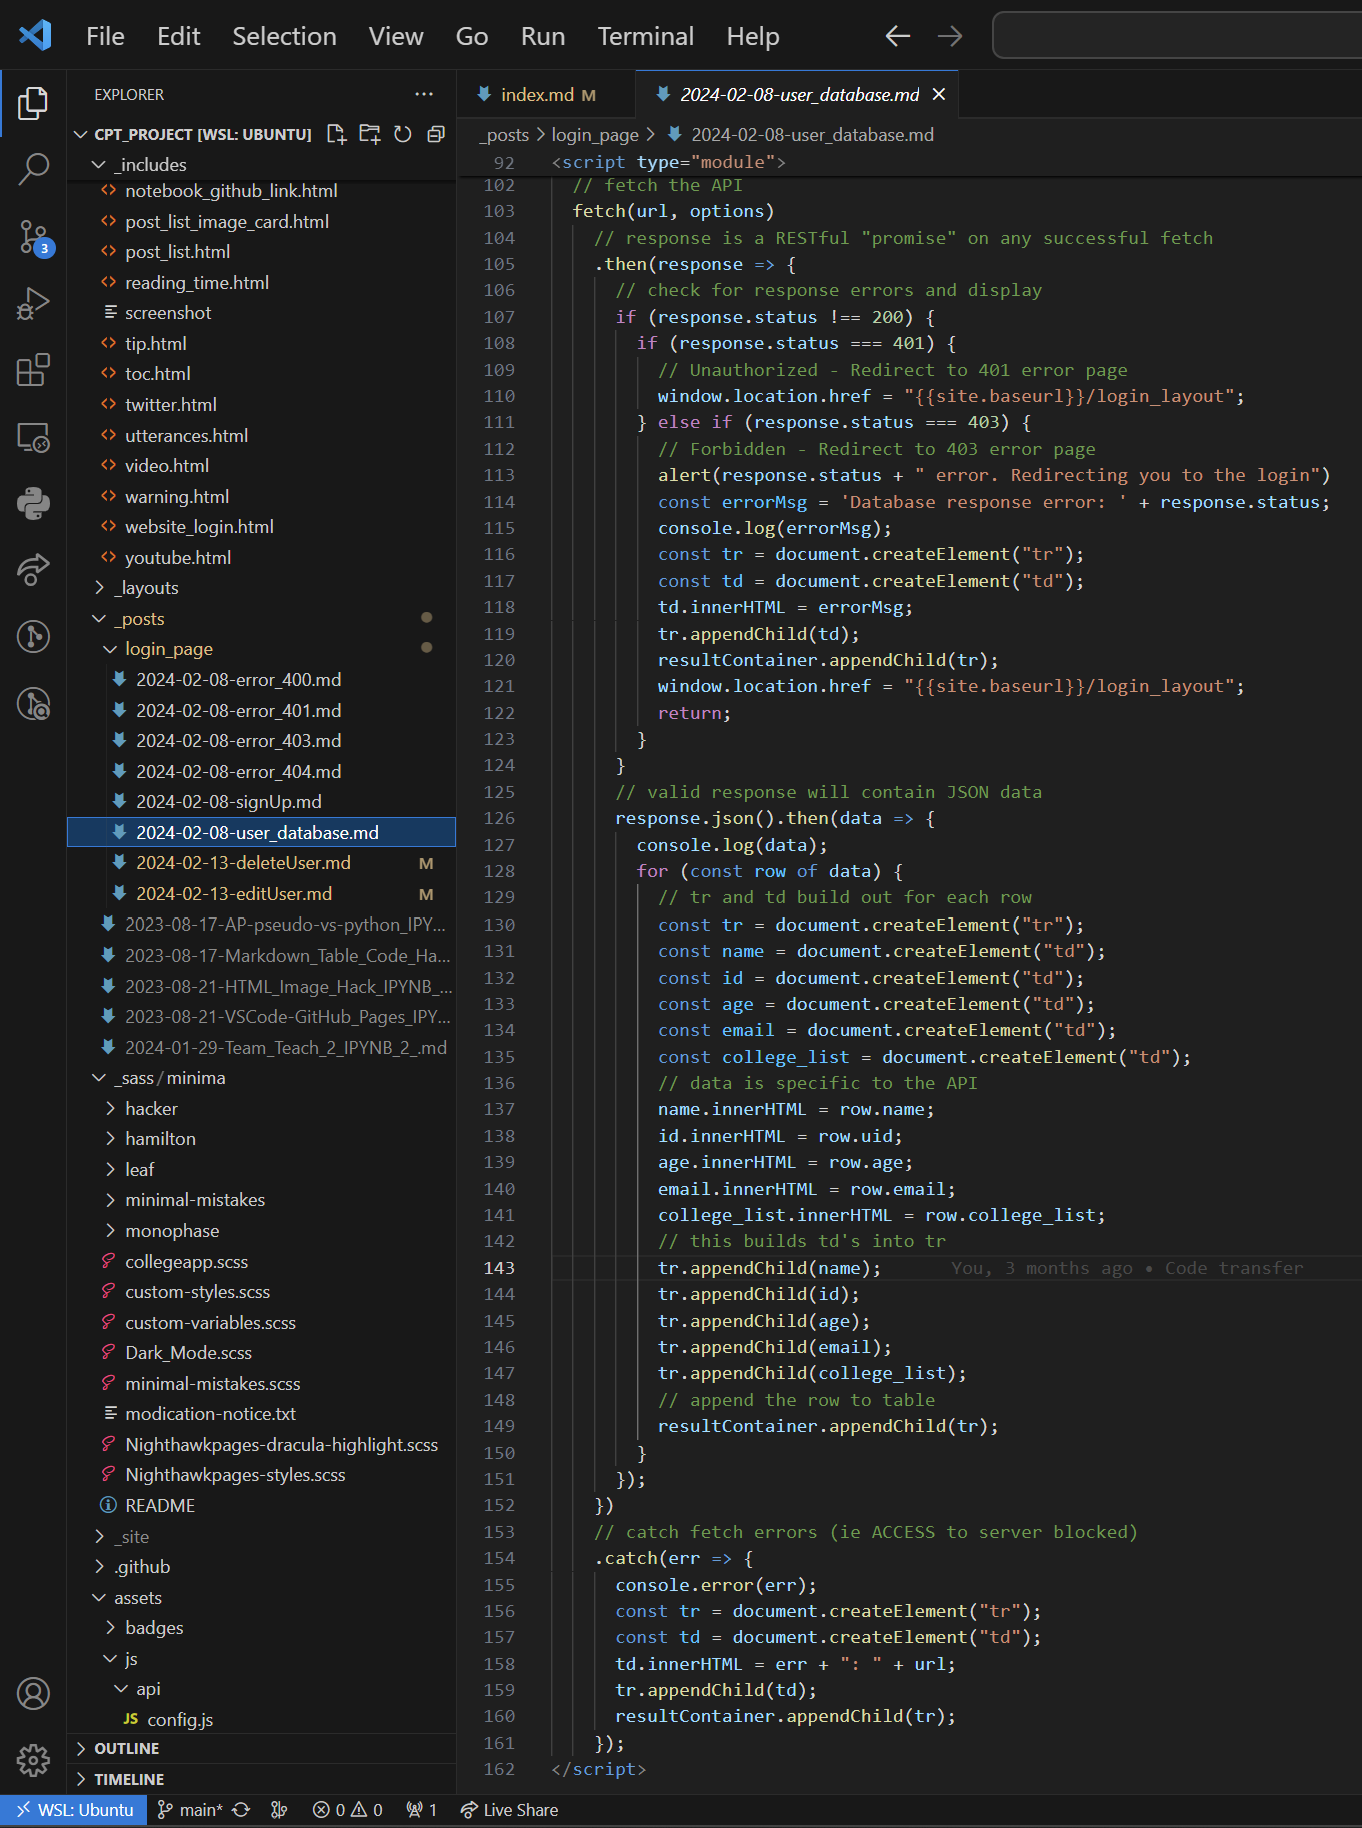 File Edit Selection View Go Run Terminal Help
EXPLORER
CPT_PROJECT [WSL: UBUNTU]
_includes
notebook_github_link.html
post_list_image_card.html
post_list.html
reading_time.html
screenshot
tip.html
toc.html
twitter.html
utterances.html
video.html
warning.html
website_login.html
youtube.html
_layouts
_posts
login_page
2024-02-08-error_400.md
2024-02-08-error_401.md
2024-02-08-error_403.md
2024-02-08-error_404.md
2024-02-08-signUp.md
2024-02-08-user_database.md
2024-02-13-deleteUser.md M
2024-02-13-editUser.md M
2023-08-17-AP-pseudo-vs-python_IPY...
2023-08-17-Markdown_Table_Code_Ha...
2023-08-21-HTML_Image_Hack_IPYNB_...
2023-08-21-VSCode-GitHub_Pages_IPY...
2024-01-29-Team_Teach_2_IPYNB_2_.md
_sass/minima
hacker
hamilton
leaf
minimal-mistakes
monophase
collegeapp.scss
custom-styles.scss
custom-variables.scss
Dark_Mode.scss
minimal-mistakes.scss
modication-notice.txt
Nighthawkpages-dracula-highlight.scss
Nighthawkpages-styles.scss
README
_site
.github
assets
badges
js
api
JS config.js
OUTLINE
TIMELINE
3
index.md M
2024-02-08-user_database.md
_posts > login_page > 2024-02-08-user_database.md
92 <script type="module">
102 // fetch the API
103 fetch(url, options)
104 // response is a RESTful "promise" on any successful fetch
105 .then(response => {
106 // check for response errors and display
107 if (response.status !== 200) {
108 if (response.status === 401) {
109 // Unauthorized - Redirect to 401 error page
110 window.location.href = "{{site.baseurl}}/login_layout";
111 } else if (response.status === 403) {
112 // Forbidden - Redirect to 403 error page
113 alert(response.status + " error. Redirecting you to the login")
114 const errorMsg = 'Database response error: ' + response.status;
115 console.log(errorMsg);
116 const tr = document.createElement("tr");
117 const td = document.createElement("td");
118 td.innerHTML = errorMsg;
119 tr.appendChild(td);
120 resultContainer.appendChild(tr);
121 window.location.href = "{{site.baseurl}}/login_layout";
122 return;
123 }
124 }
125 // valid response will contain JSON data
126 response.json().then(data => {
127 console.log(data);
128 for (const row of data) {
129 // tr and td build out for each row
130 const tr = document.createElement("tr");
131 const name = document.createElement("td");
132 const id = document.createElement("td");
133 const age = document.createElement("td");
134 const email = document.createElement("td");
135 const college_list = document.createElement("td");
136 // data is specific to the API
137 name.innerHTML = row.name;
138 id.innerHTML = row.uid;
139 age.innerHTML = row.age;
140 email.innerHTML = row.email;
141 college_list.innerHTML = row.college_list;
142 // this builds td's into tr
143 tr.appendChild(name); You, 3 months ago • Code transfer
144 tr.appendChild(id);
145 tr.appendChild(age);
146 tr.appendChild(email);
147 tr.appendChild(college_list);
148 // append the row to table
149 resultContainer.appendChild(tr);
150 }
151 });
152 })
153 // catch fetch errors (ie ACCESS to server blocked)
154 .catch(err => {
155 console.error(err);
156 const tr = document.createElement("tr");
157 const td = document.createElement("td");
158 td.innerHTML = err + ": " + url;
159 tr.appendChild(td);
160 resultContainer.appendChild(tr);
161 });
162 </script>
WSL: Ubuntu main* 0 0 1 Live Share